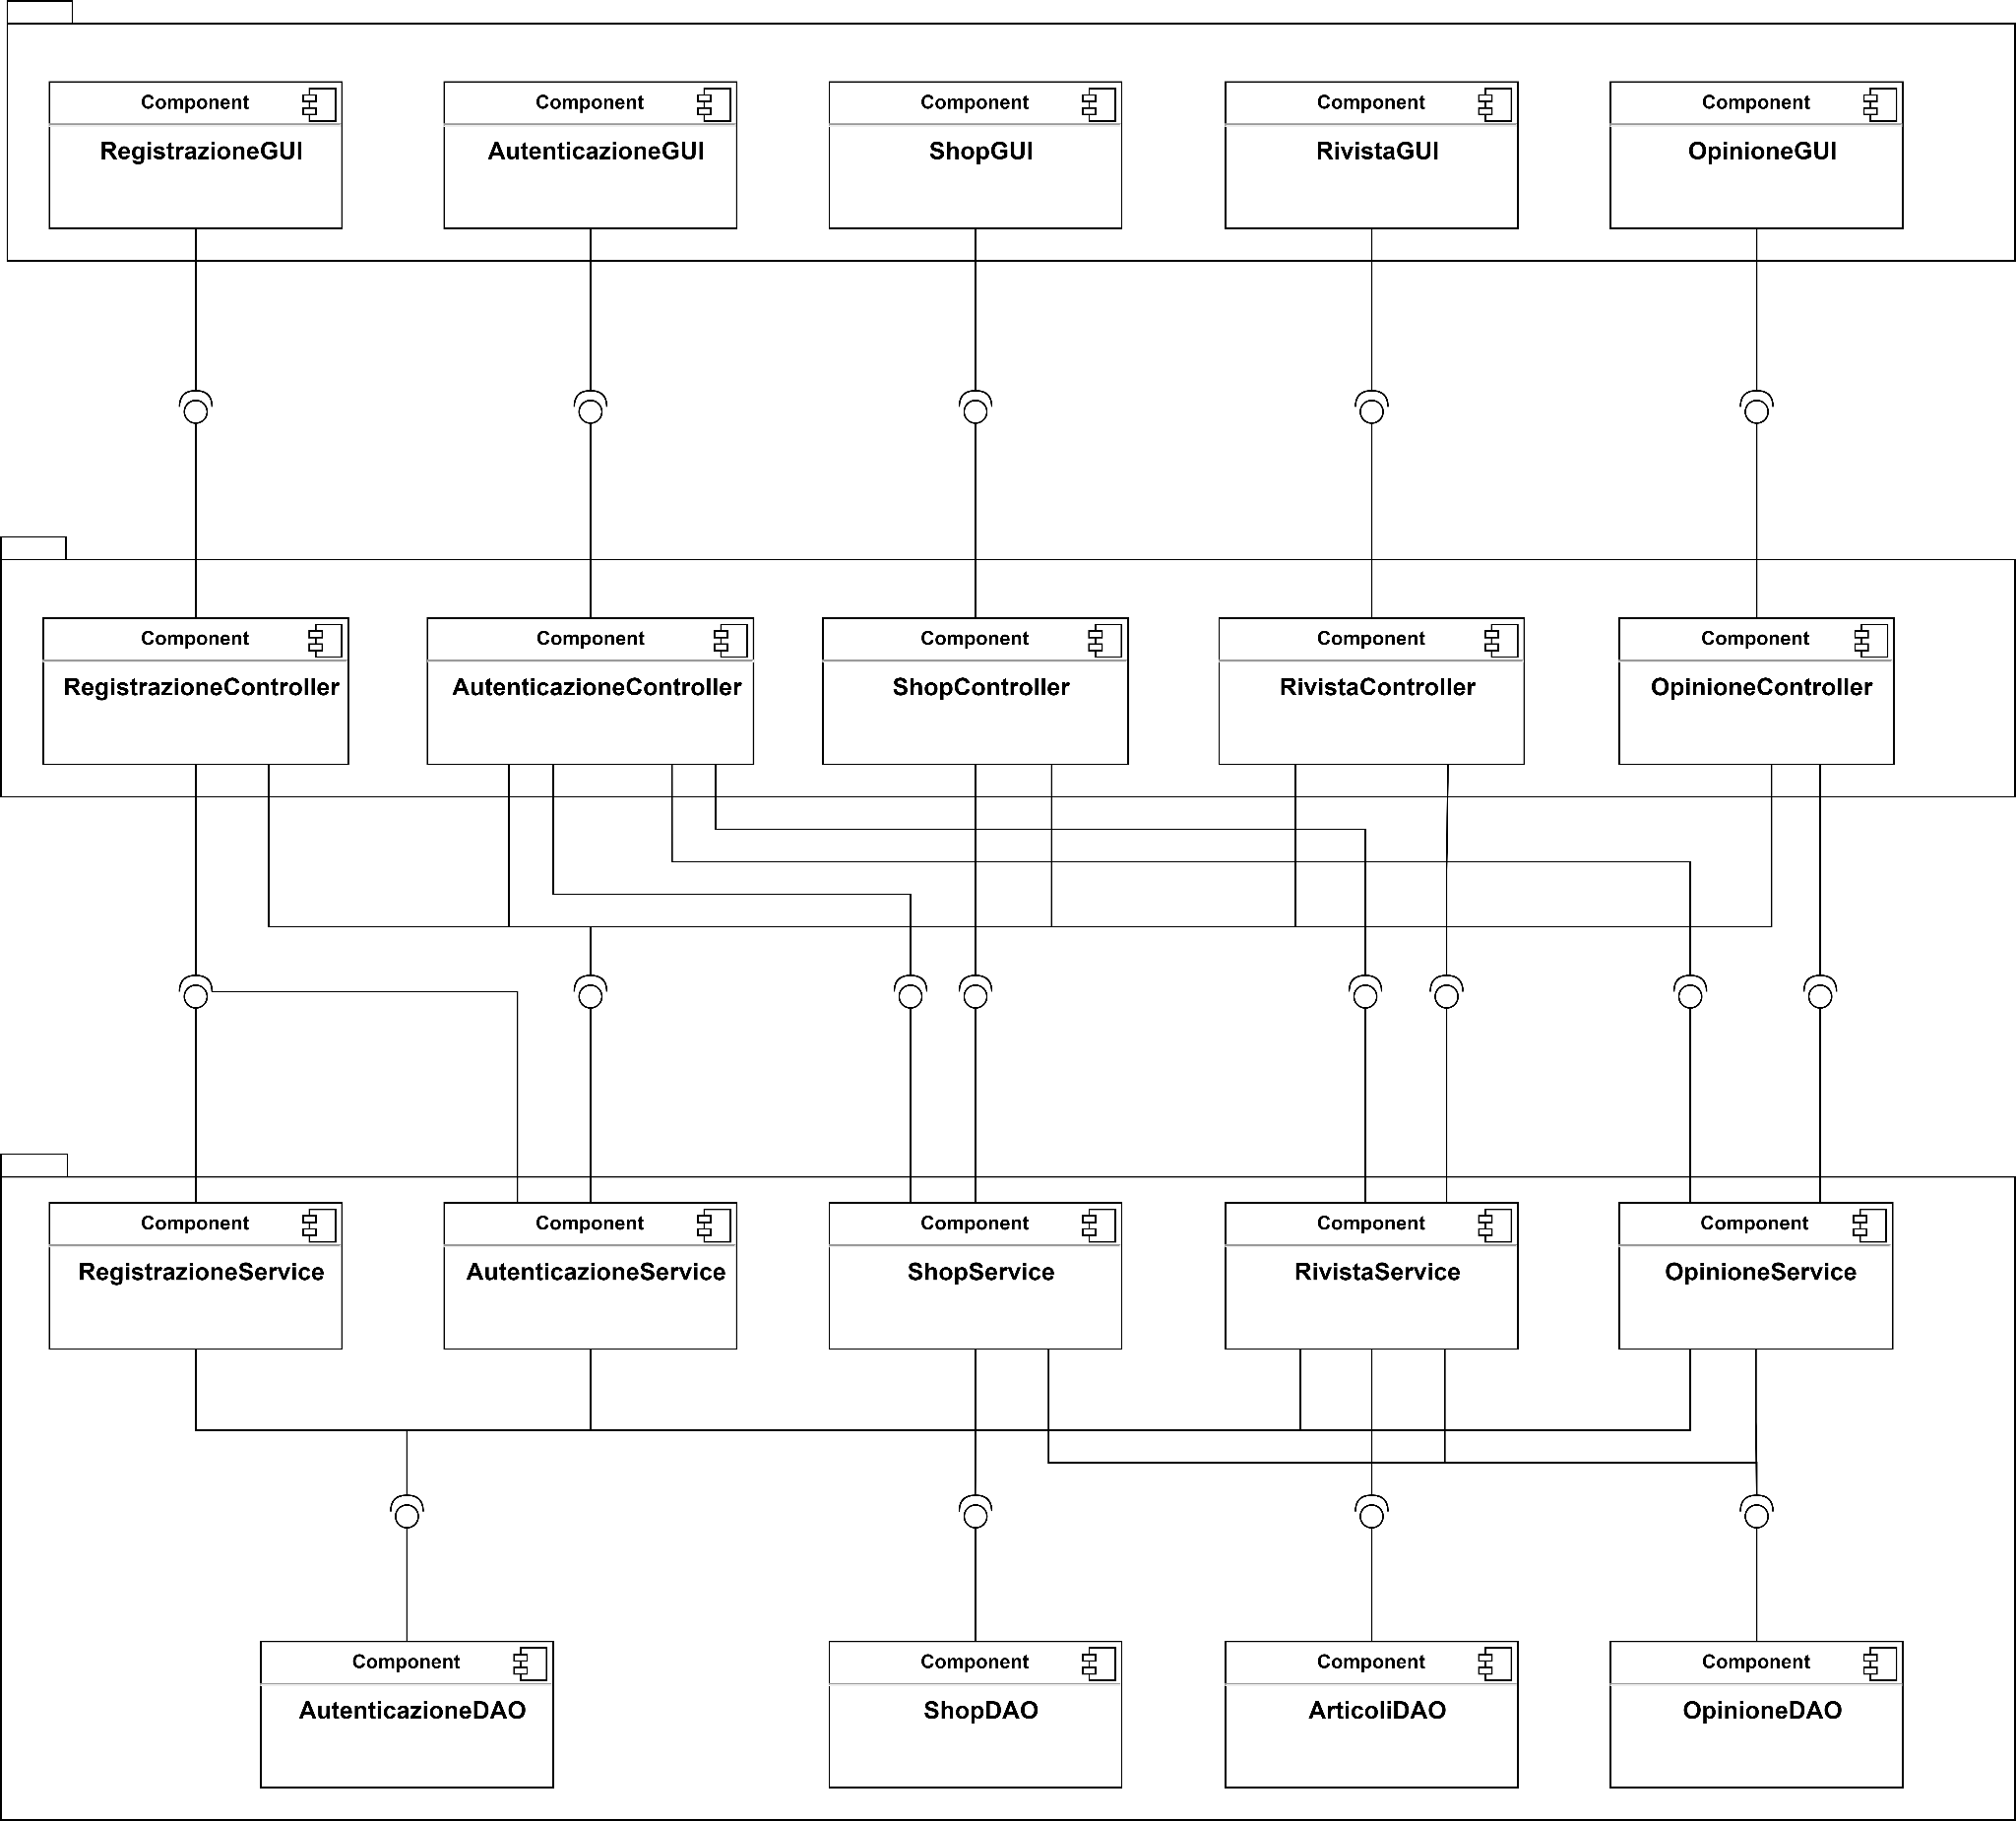 Component
RegistrazioneGUI
Component
AutenticazioneGUI
Component
ShopGUI
Component
RivistaGUI
Component
OpinioneGUI
Component
RegistrazioneController
Component
AutenticazioneController
Component
ShopController
Component
RivistaController
Component
OpinioneController
Component
RegistrazioneService
Component
AutenticazioneService
Component
ShopService
Component
RivistaService
Component
OpinioneService
Component
AutenticazioneDAO
Component
ShopDAO
Component
ArticoliDAO
Component
OpinioneDAO